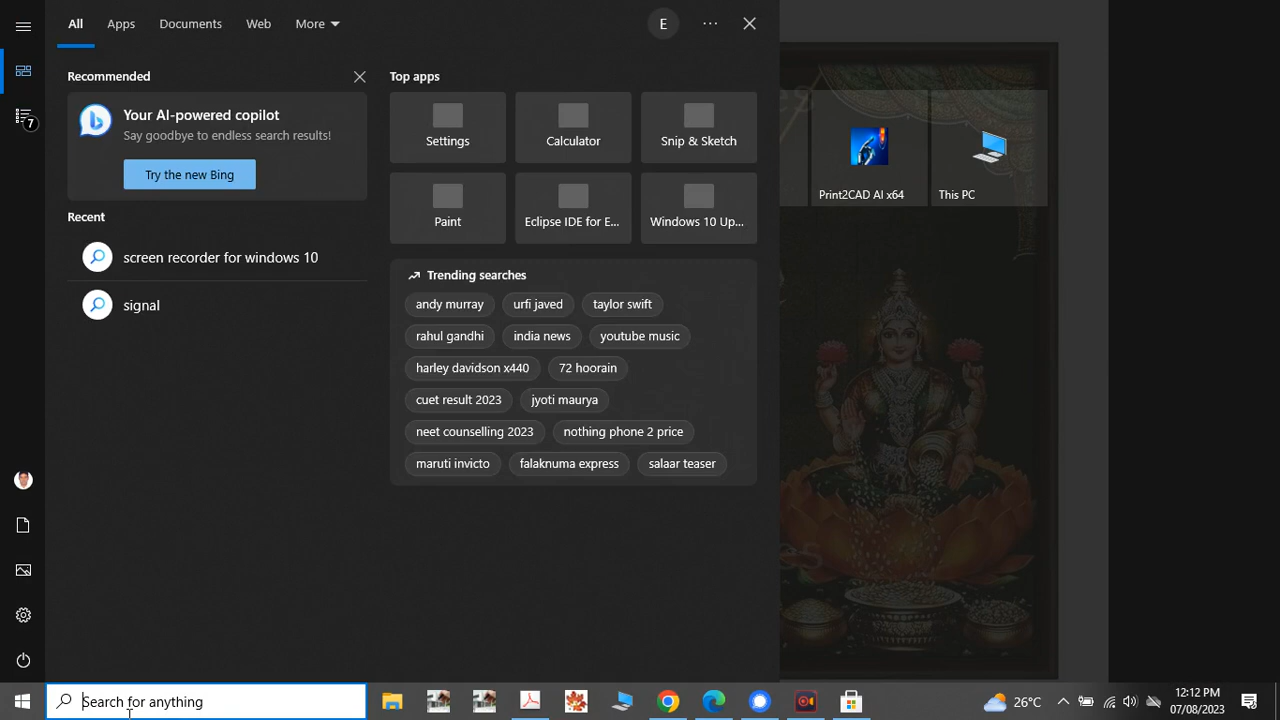 All Apps Documents Web More E
Recommended
Your AI-powered copilot
Say goodbye to endless search results!
Try the new Bing
Recent
screen recorder for windows 10
signal
Top apps
Settings Calculator Snip & Sketch
Paint Eclipse IDE for E... Windows 10 Up...
Trending searches
andy murray urfi javed taylor swift
rahul gandhi india news youtube music
harley davidson x440 72 hoorain
cuet result 2023 jyoti maurya
neet counselling 2023 nothing phone 2 price
maruti invicto falaknuma express salaar teaser
Print2CAD AI x64 This PC
7
Search for anything
26°C
12:12 PM
07/08/2023